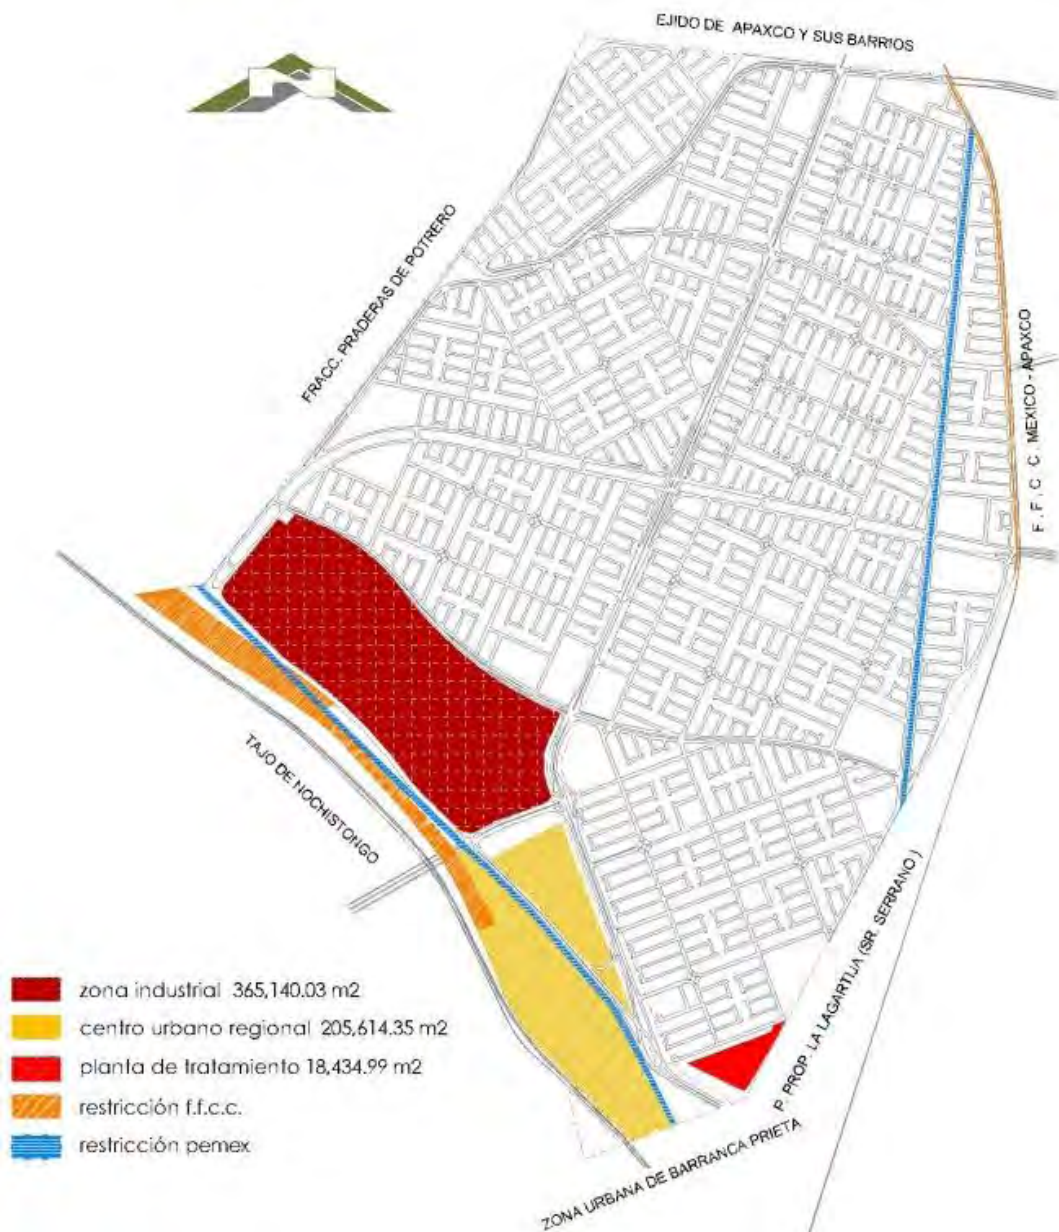 EJIDO DE APAXCO Y SUS BARRIOS
FRACC. PRADERAS DE POTRERO
F. F. C. C. MEXICO - APAXCO
TAJO DE NOCHISTONGO
P. PROP. LA LAGARTIJA (SR. SERRANO )
ZONA URBANA DE BARRANCA PRIETA
zona industrial 365,140.03 m2
centro urbano regional 205,614.35 m2
planta de tratamiento 18,434.99 m2
restricción f.f.c.c.
restricción pemex